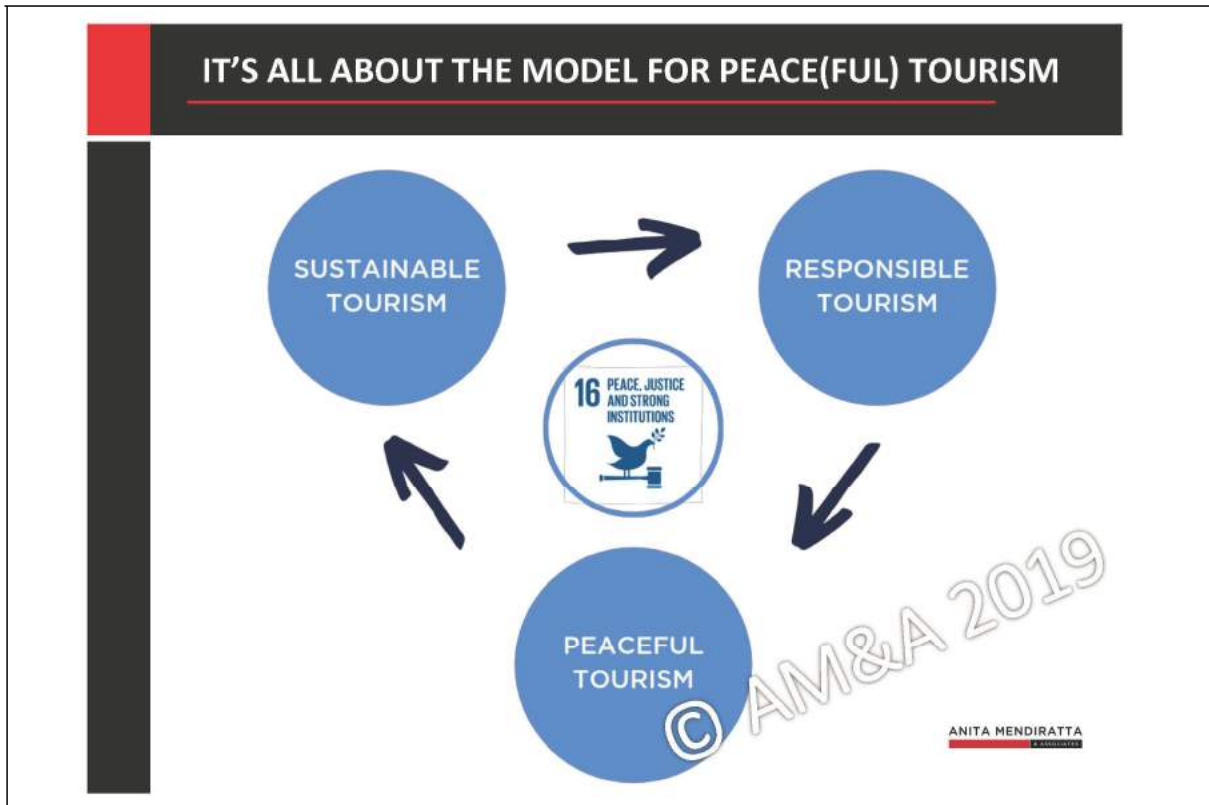 IT’S ALL ABOUT THE MODEL FOR PEACE(FUL) TOURISM
SUSTAINABLE
TOURISM
RESPONSIBLE
TOURISM
16 PEACE, JUSTICE
AND STRONG
INSTITUTIONS
PEACEFUL
TOURISM
© AM&A 2019
ANITA MENDIRATTA
& ASSOCIATES